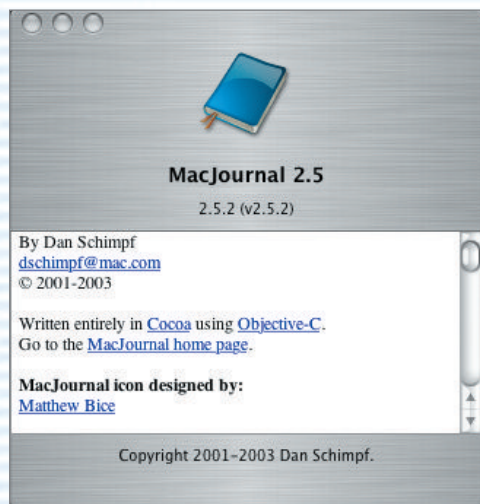 MacJournal 2.5
2.5.2 (v2.5.2)
By Dan Schimpf
dschimpf@mac.com
© 2001-2003
Written entirely in Cocoa using Objective-C.
Go to the MacJournal home page.
MacJournal icon designed by:
Matthew Bice
Copyright 2001–2003 Dan Schimpf.